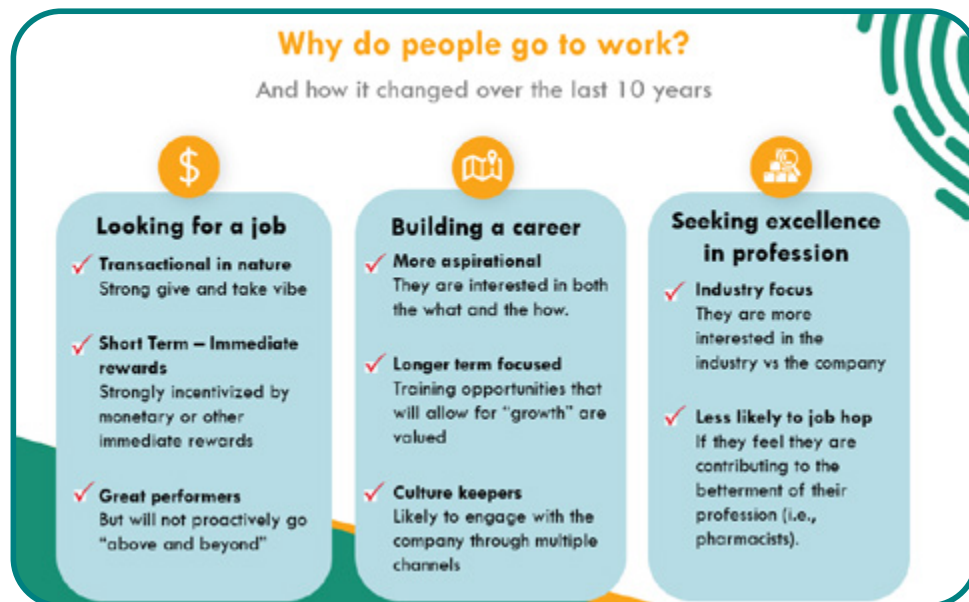 Why do people go to work?
And how it changed over the last 10 years
$
Looking for a job
Transactional in nature
Strong give and take vibe
Short Term – Immediate
rewards
Strongly incentivized by
monetary or other
immediate rewards
Great performers
But will not proactively go
“above and beyond”
Building a career
More aspirational
They are interested in both
the what and the how.
Longer term focused
Training opportunities that
will allow for “growth” are
valued
Culture keepers
Likely to engage with the
company through multiple
channels
Seeking excellence
in profession
Industry focus
They are more
interested in the
industry vs the company
Less likely to job hop
If they feel they are
contributing to the
betterment of their
profession (i.e.,
pharmacists).